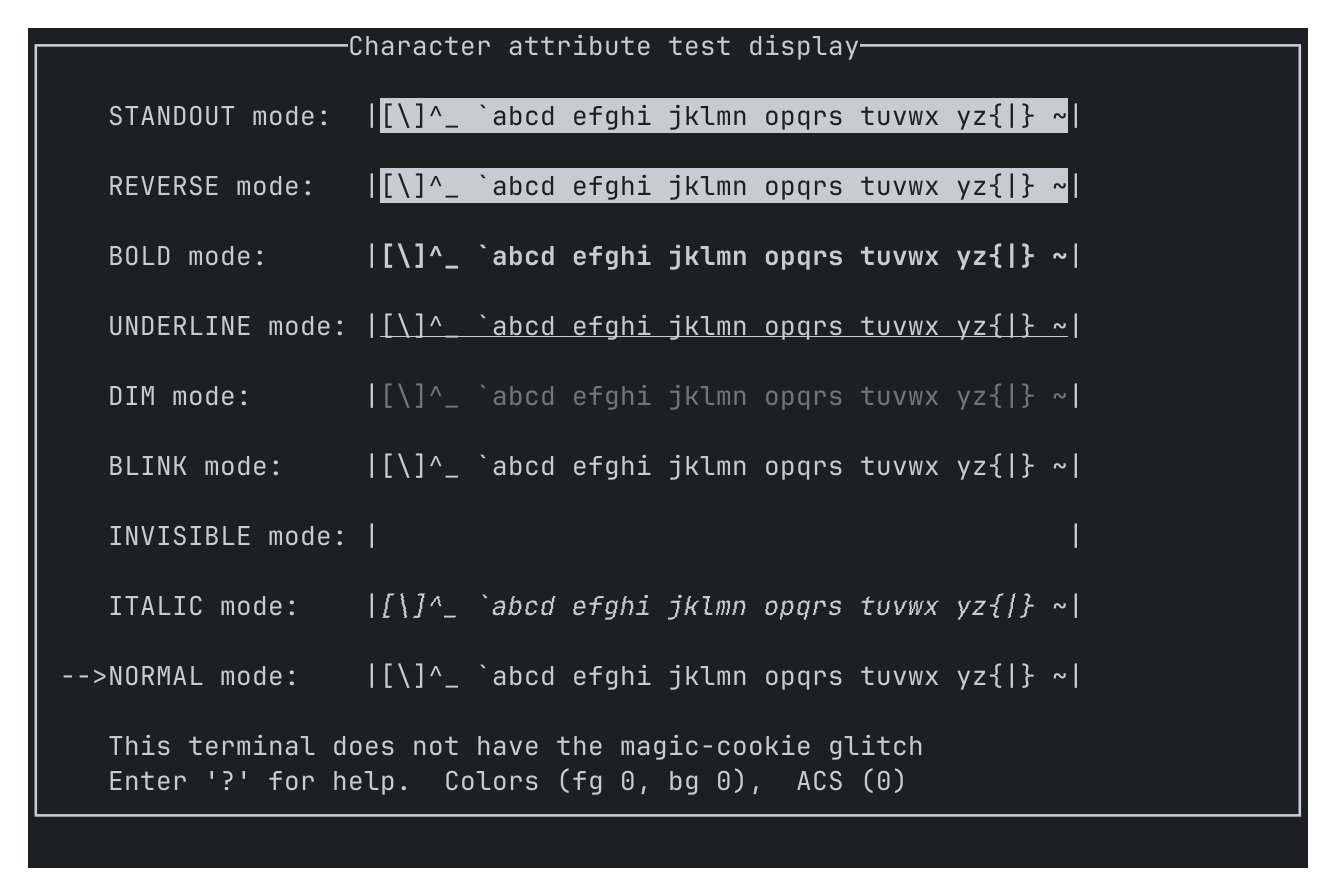 Character attribute test display
STANDOUT mode:  |[\]^_ `abcd efghi jklmn opqrs tuvwx yz{|} ~|
REVERSE mode:   |[\]^_ `abcd efghi jklmn opqrs tuvwx yz{|} ~|
BOLD mode:      |[\]^_ `abcd efghi jklmn opqrs tuvwx yz{|} ~|
UNDERLINE mode: |[\]^_ `abcd efghi jklmn opqrs tuvwx yz{|} ~|
DIM mode:       |[\]^_ `abcd efghi jklmn opqrs tuvwx yz{|} ~|
BLINK mode:     |[\]^_ `abcd efghi jklmn opqrs tuvwx yz{|} ~|
INVISIBLE mode: |                                           |
ITALIC mode:    |[\]^_ `abcd efghi jklmn opqrs tuvwx yz{|} ~|
-->NORMAL mode:    |[\]^_ `abcd efghi jklmn opqrs tuvwx yz{|} ~|
This terminal does not have the magic-cookie glitch
Enter '?' for help.  Colors (fg 0, bg 0),  ACS (0)